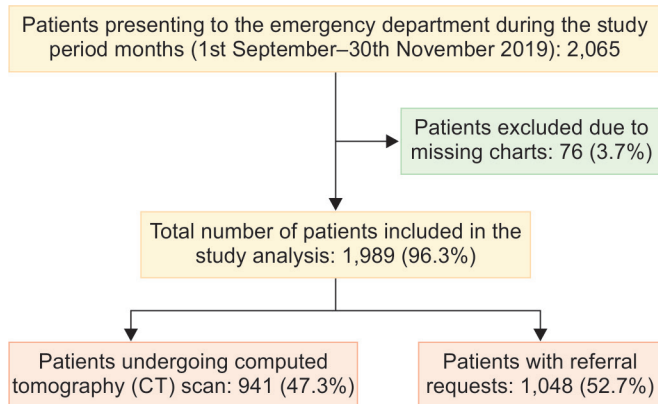 Patients presenting to the emergency department during the study
period months (1st September–30th November 2019): 2,065
Patients excluded due to
missing charts: 76 (3.7%)
Total number of patients included in the
study analysis: 1,989 (96.3%)
Patients undergoing computed
tomography (CT) scan: 941 (47.3%)
Patients with referral
requests: 1,048 (52.7%)